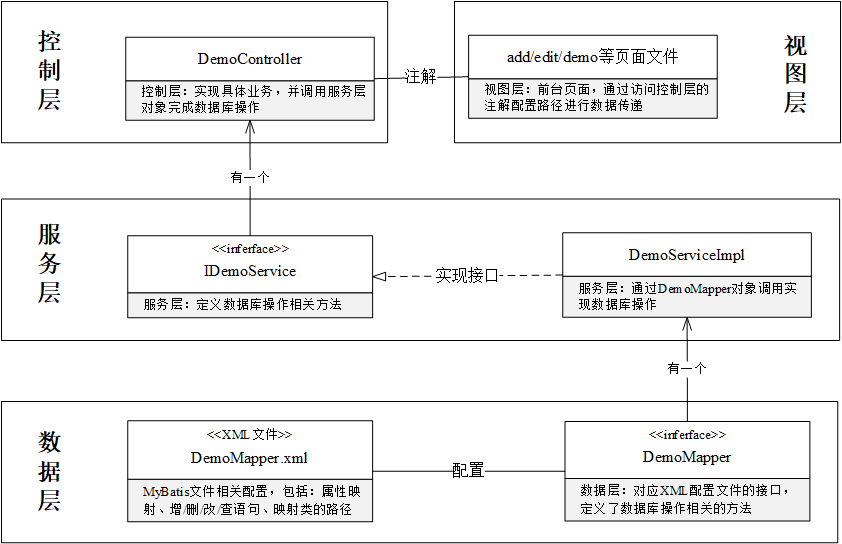 控制层
DemoController
控制层：实现具体业务，并调用服务层
对象完成数据库操作
注解
add/edit/demo等页面文件
视图层：前台页面，通过访问控制层的
注解配置路径进行数据传递
视图层
有一个
服务层
<<inferface>>
IDemoService
服务层：定义数据库操作相关方法
实现接口
DemoServiceImpl
服务层：通过DemoMapper对象调用实
现数据库操作
有一个
数据层
<<XML文件>>
DemoMapper.xml
MyBatis文件相关配置，包括：属性映
射、增/删/改/查语句、映射类的路径
配置
<<inferface>>
DemoMapper
数据层：对应XML配置文件的接口，
定义了数据库操作相关的方法